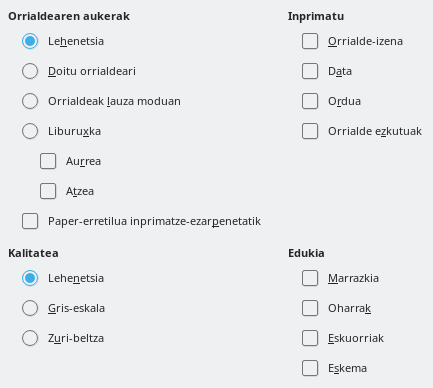 Orrialdearen aukerak
Lehenetsia
Doitu orrialdeari
Orrialdeak lauza moduan
Liburuxka
Aurrea
Atzea
Paper-erretilua inprimatze-ezarpenetatik
Inprimatu
Orrialde-izena
Data
Ordua
Orrialde ezkutuak
Kalitatea
Lehenetsia
Gris-eskala
Zuri-beltza
Edukia
Marrazkia
Oharrak
Eskuorriak
Eskema